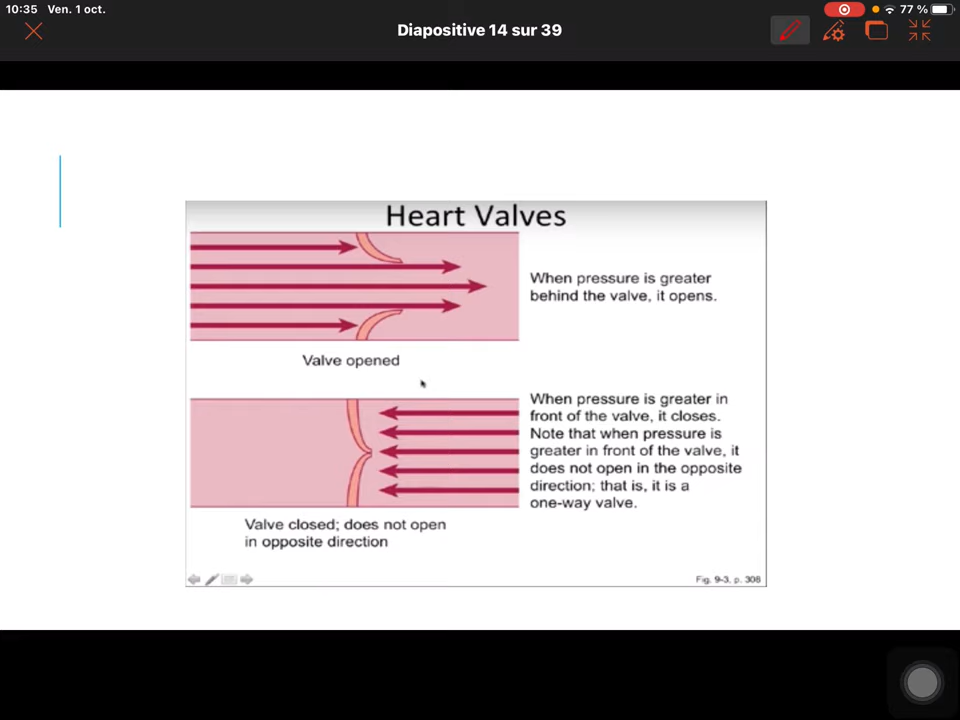 10:35 Ven. 1 oct.
77 %
Diapositive 14 sur 39
Heart Valves
When pressure is greater
behind the valve, it opens.
Valve opened
When pressure is greater in
front of the valve, it closes.
Note that when pressure is
greater in front of the valve, it
does not open in the opposite
direction; that is, it is a
one-way valve.
Valve closed; does not open
in opposite direction
Fig. 9-3, p. 308